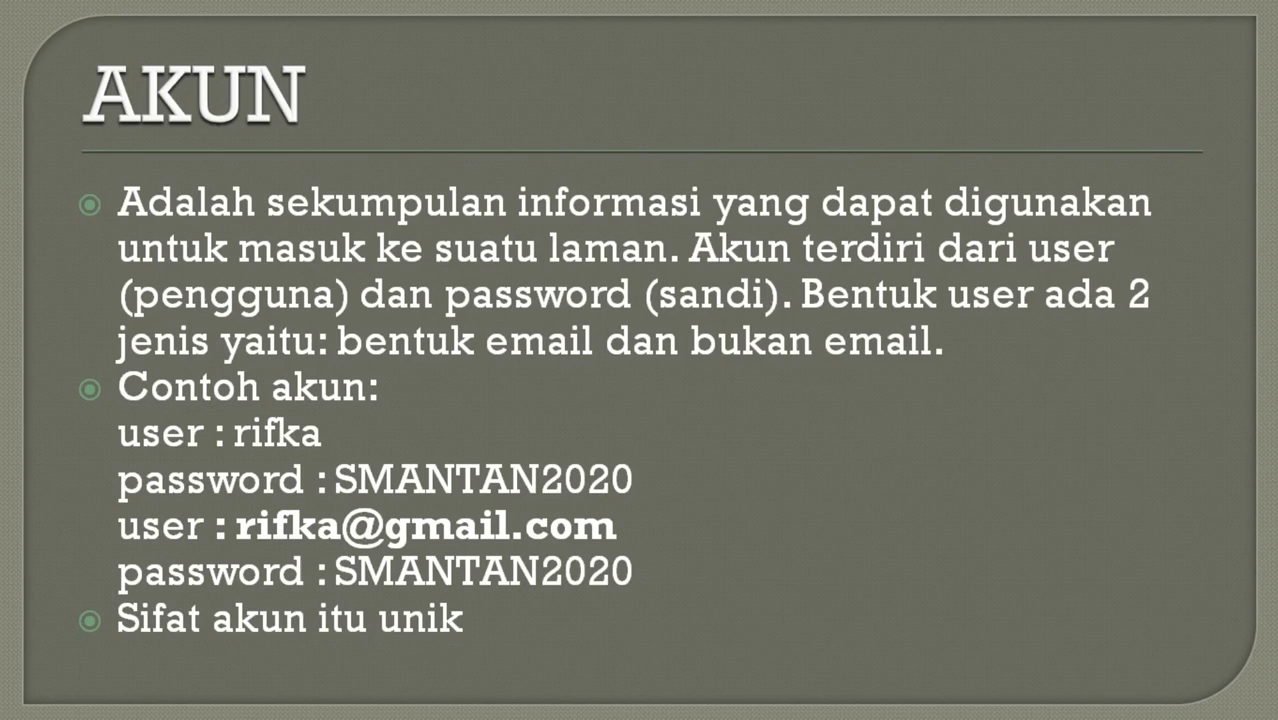 AKUN
Adalah sekumpulan informasi yang dapat digunakan
untuk masuk ke suatu laman. Akun terdiri dari user
(pengguna) dan password (sandi). Bentuk user ada 2
jenis yaitu: bentuk email dan bukan email.
Contoh akun:
user : rifka
password : SMANTAN2020
user : rifka@gmail.com
password : SMANTAN2020
Sifat akun itu unik